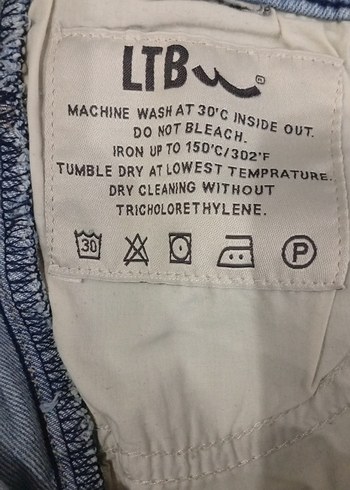 LTB ®
MACHINE WASH AT 30°C INSIDE OUT.
DO NOT BLEACH.
IRON UP TO 150°C/302°F
TUMBLE DRY AT LOWEST TEMPRATURE.
DRY CLEANING WITHOUT
TRICHOLORETHYLENE.
30 P